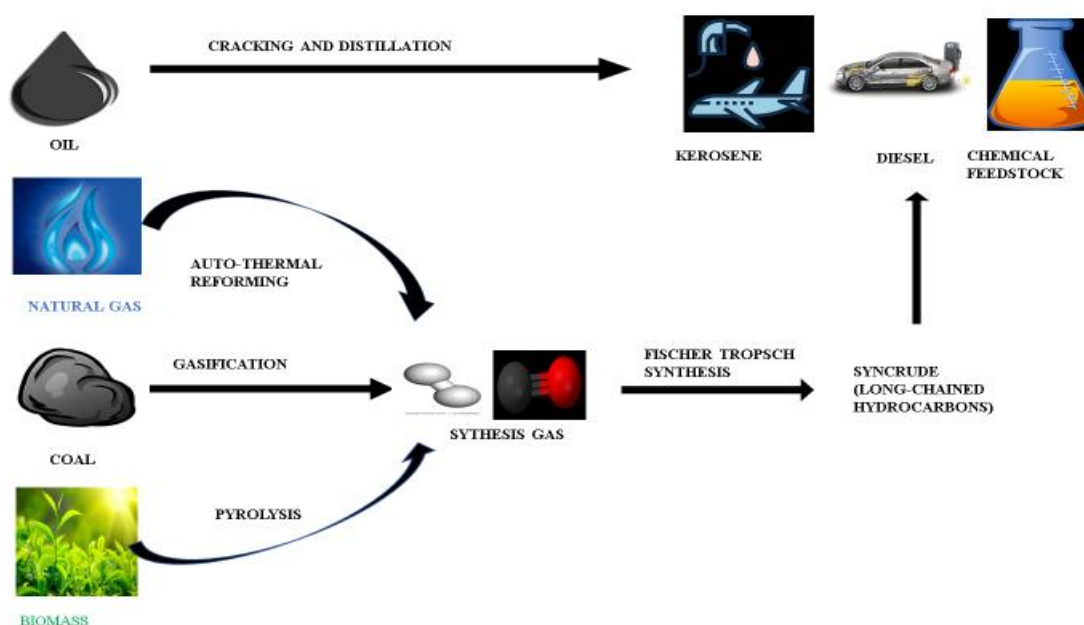 CRACKING AND DISTILLATION
OIL
KEROSENE
DIESEL
CHEMICAL
FEEDSTOCK
AUTO-THERMAL
REFORMING
NATURAL GAS
GASIFICATION
FISCHER TROPSCH
SYNTHESIS
SYNCRUDE
(LONG-CHAINED
HYDROCARBONS)
SYTHESIS GAS
COAL
PYROLYSIS
BIOMASS